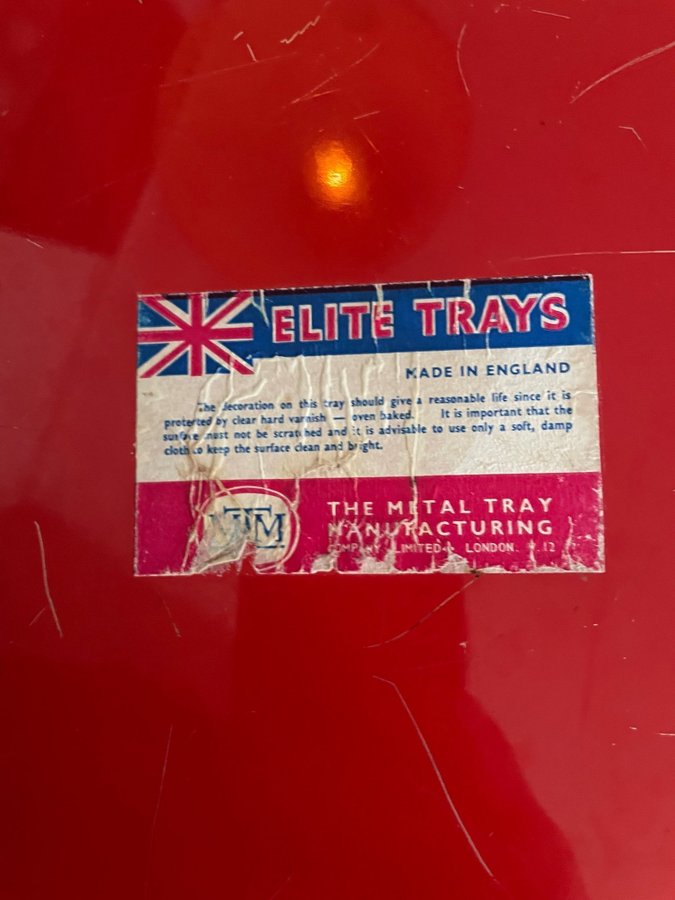 ELITE TRAYS
MADE IN ENGLAND
The decoration on this tray should give a reasonable life since it is
protected by clear hard varnish — oven baked. It is important that the
surface must not be scratched and it is advisable to use only a soft, damp
cloth to keep the surface clean and bright.
MTM
THE METAL TRAY
MANUFACTURING
COMPANY LIMITED LONDON. 12